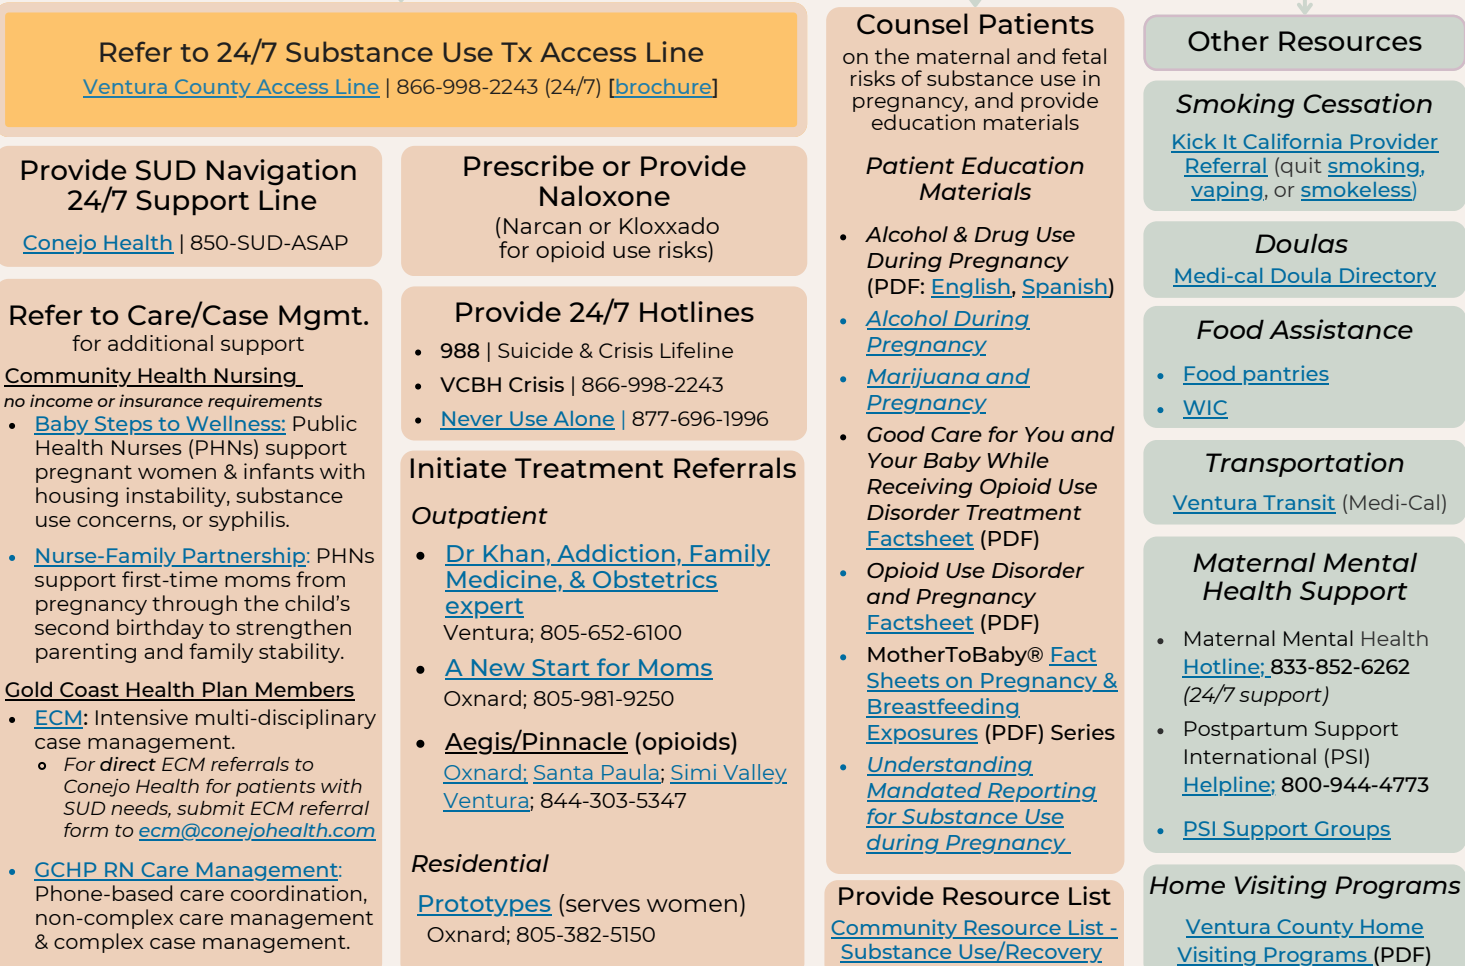 Refer to 24/7 Substance Use Tx Access Line
Ventura County Access Line | 866-998-2243 (24/7) [brochure]
Provide SUD Navigation
24/7 Support Line
Conejo Health | 850-SUD-ASAP
Refer to Care/Case Mgmt.
for additional support
Community Health Nursing
no income or insurance requirements
• Baby Steps to Wellness: Public
Health Nurses (PHNs) support
pregnant women & infants with
housing instability, substance
use concerns, or syphilis.
• Nurse-Family Partnership: PHNs
support first-time moms from
pregnancy through the child's
second birthday to strengthen
parenting and family stability.
Gold Coast Health Plan Members
• ECM: Intensive multi-disciplinary
case management.
For direct ECM referrals to
Conejo Health for patients with
SUD needs, submit ECM referral
form to ecm@conejohealth.com
• GCHP RN Care Management:
Phone-based care coordination,
non-complex care management
& complex case management.
Prescribe or Provide
Naloxone
(Narcan or Kloxxado
for opioid use risks)
Provide 24/7 Hotlines
• 988 | Suicide & Crisis Lifeline
• VCBH Crisis | 866-998-2243
• Never Use Alone | 877-696-1996
Initiate Treatment Referrals
Outpatient
• Dr Khan, Addiction, Family
Medicine, & Obstetrics
expert
Ventura; 805-652-6100
• A New Start for Moms
Oxnard; 805-981-9250
• Aegis/Pinnacle (opioids)
Oxnard; Santa Paula; Simi Valley
Ventura; 844-303-5347
Residential
Prototypes (serves women)
Oxnard; 805-382-5150
Counsel Patients
on the maternal and fetal
risks of substance use in
pregnancy, and provide
education materials
Patient Education
Materials
• Alcohol & Drug Use
During Pregnancy
(PDF: English, Spanish)
• Alcohol During
Pregnancy
• Marijuana and
Pregnancy
• Good Care for You and
Your Baby While
Receiving Opioid Use
Disorder Treatment
Factsheet (PDF)
• Opioid Use Disorder
and Pregnancy
Factsheet (PDF)
• MotherToBaby® Fact
Sheets on Pregnancy &
Breastfeeding
Exposures (PDF) Series
• Understanding
Mandated Reporting
for Substance Use
during Pregnancy
Provide Resource List
Community Resource List -
Substance Use/Recovery
Other Resources
Smoking Cessation
Kick It California Provider
Referral (quit smoking,
vaping, or smokeless)
Doulas
Medi-cal Doula Directory
Food Assistance
• Food pantries
• WIC
Transportation
Ventura Transit (Medi-Cal)
Maternal Mental
Health Support
• Maternal Mental Health
Hotline; 833-852-6262
(24/7 support)
• Postpartum Support
International (PSI)
Helpline; 800-944-4773
• PSI Support Groups
Home Visiting Programs
Ventura County Home
Visiting Programs (PDF)